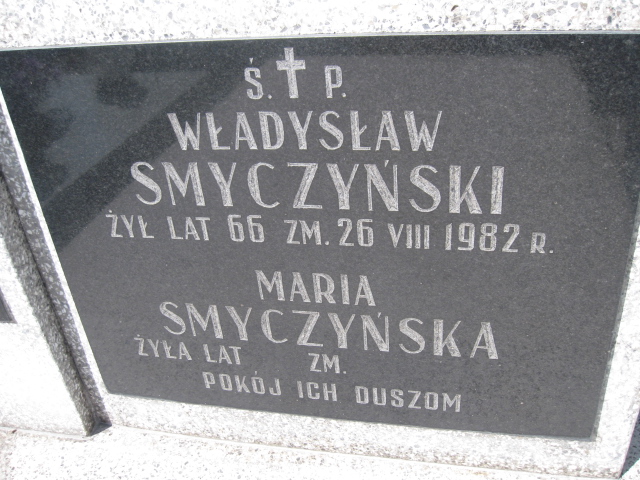 Ś. P.
WŁADYSŁAW
SMYCZYŃSKI
ŻYŁ LAT 66 ZM. 26 VIII 1982 R.
MARIA
SMYCZYŃSKA
ŻYŁA LAT ZM.
POKÓJ ICH DUSZOM